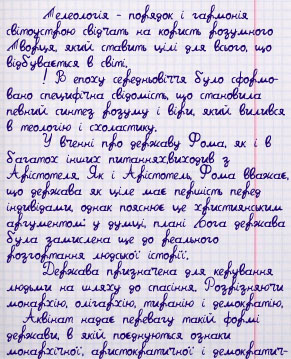 Телеологія - порядок і гармонія
світоустрою свідчать на користь розумного
Творця, який ставить цілі для всього, що
відбувається в світі.
! В епоху середньовіччя було сформо-
вано специфічна свідомість, що становила
певний синтез розуму і віри, який вилився
в теологію і схоластику.
У вченні про державу Фома, як і в
багатох інших питанняхвиходив з
Арістотеля. Як і Арістотель, Фома вважає,
що держава як ціле має першість перед
індивідами, однак пояснює це християнським
аргументом: у думці, плані Бога держава
була замислена ще до реального
розгортання людської історії.
Держава призначена для керування
людьми на шляху до спасіння. Розрізняючи
монархію, олігархію, тиранію і демократію,
Аквінат надає перевагу такій формі
держави, в якій поєднуються ознаки
монархічної, аристократичної і демократич-